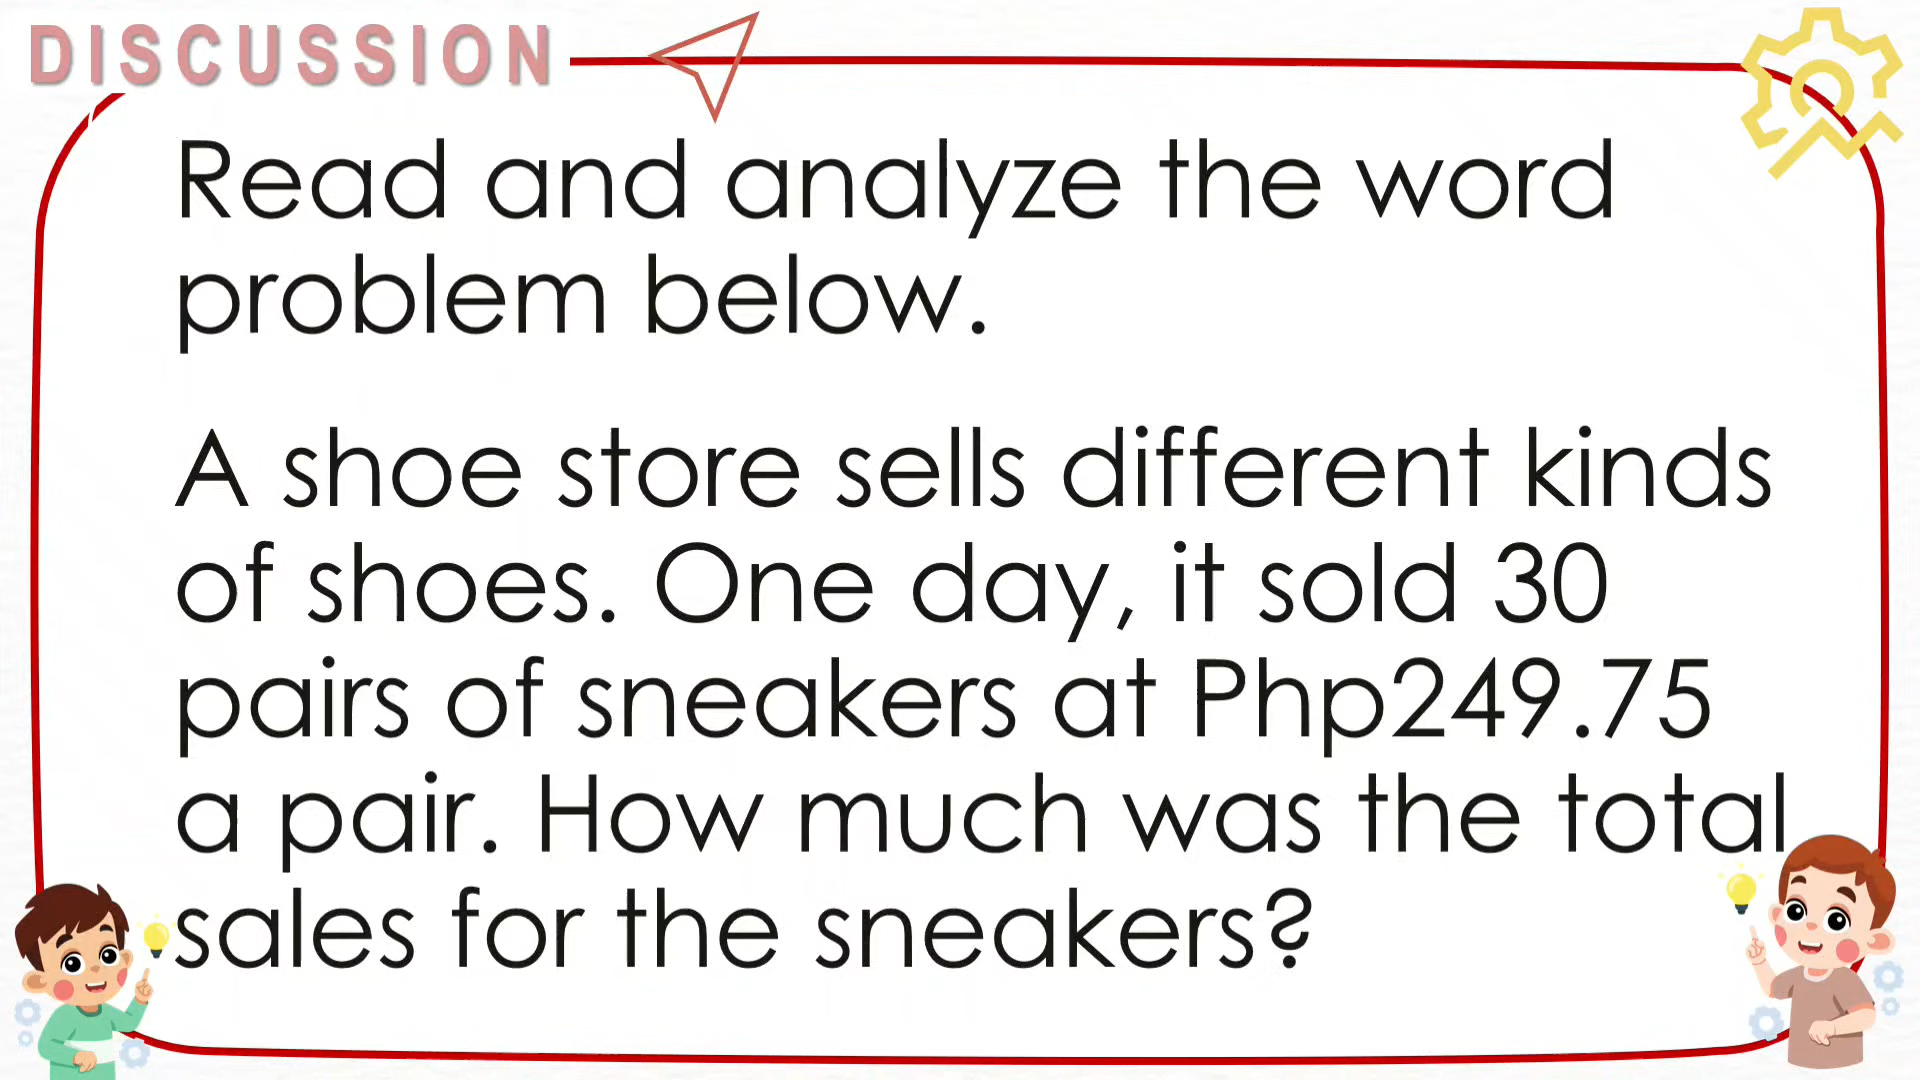 DISCUSSION
Read and analyze the word
problem below.
A shoe store sells different kinds
of shoes. One day, it sold 30
pairs of sneakers at Php249.75
a pair. How much was the total
sales for the sneakers?